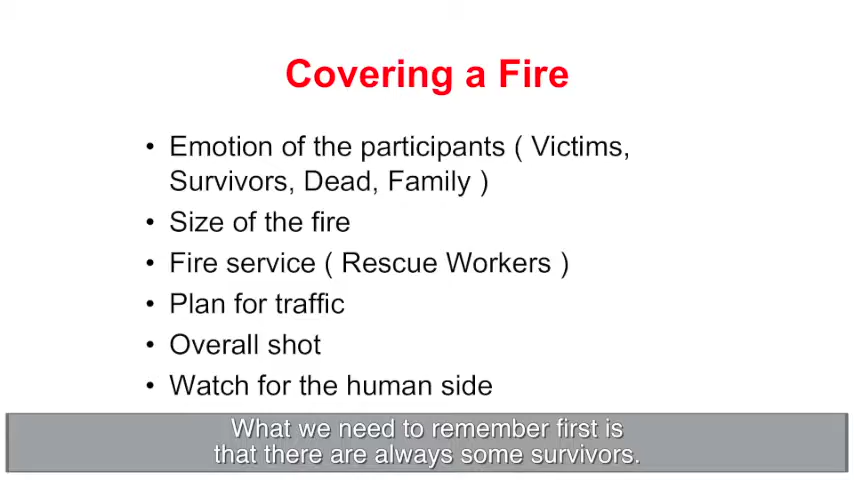 Covering a Fire
• Emotion of the participants ( Victims,
Survivors, Dead, Family )
• Size of the fire
• Fire service ( Rescue Workers )
• Plan for traffic
• Overall shot
• Watch for the human side
What we need to remember first is
that there are always some survivors.